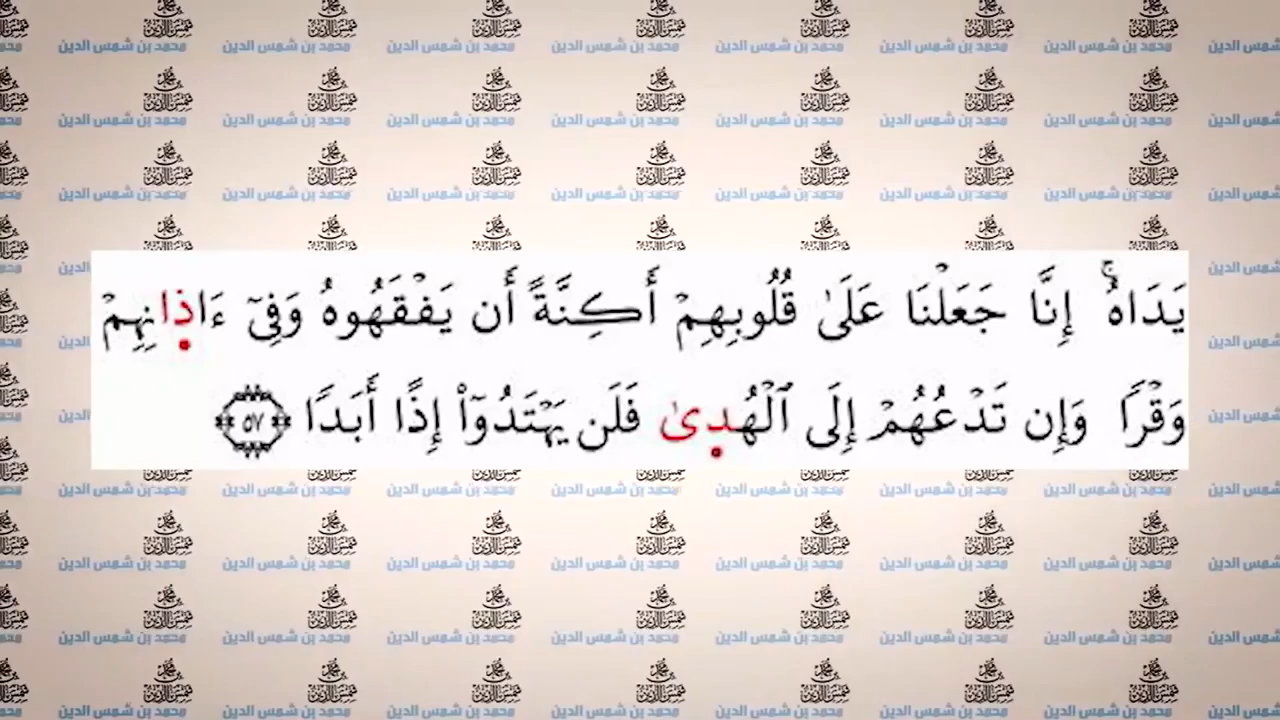 يَدَاهُۚ إِنَّا جَعَلْنَا عَلَىٰ قُلُوبِهِمْ أَكِنَّةً أَن يَفْقَهُوهُ وَفِىٓ ءَاذَانِهِمْ
وَقْرًا وَإِن تَدْعُهُمْ إِلَى ٱلْهُدِىٰ فَلَن يَهْتَدُوٓا۟ إِذًا أَبَدًا ٥٧
محمد بن شمس الدين